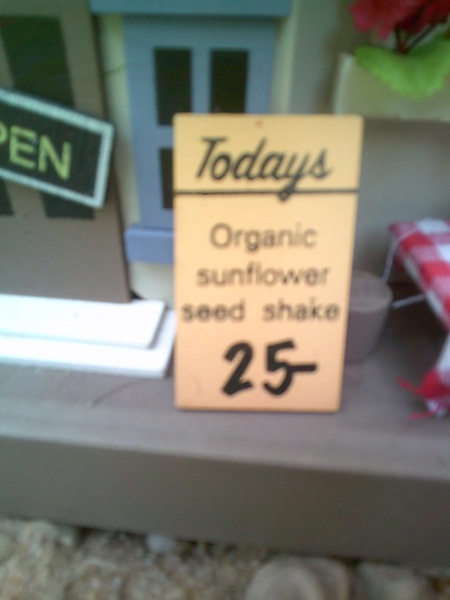 PEN
Todays
Organic
sunflower
seed shake
25-